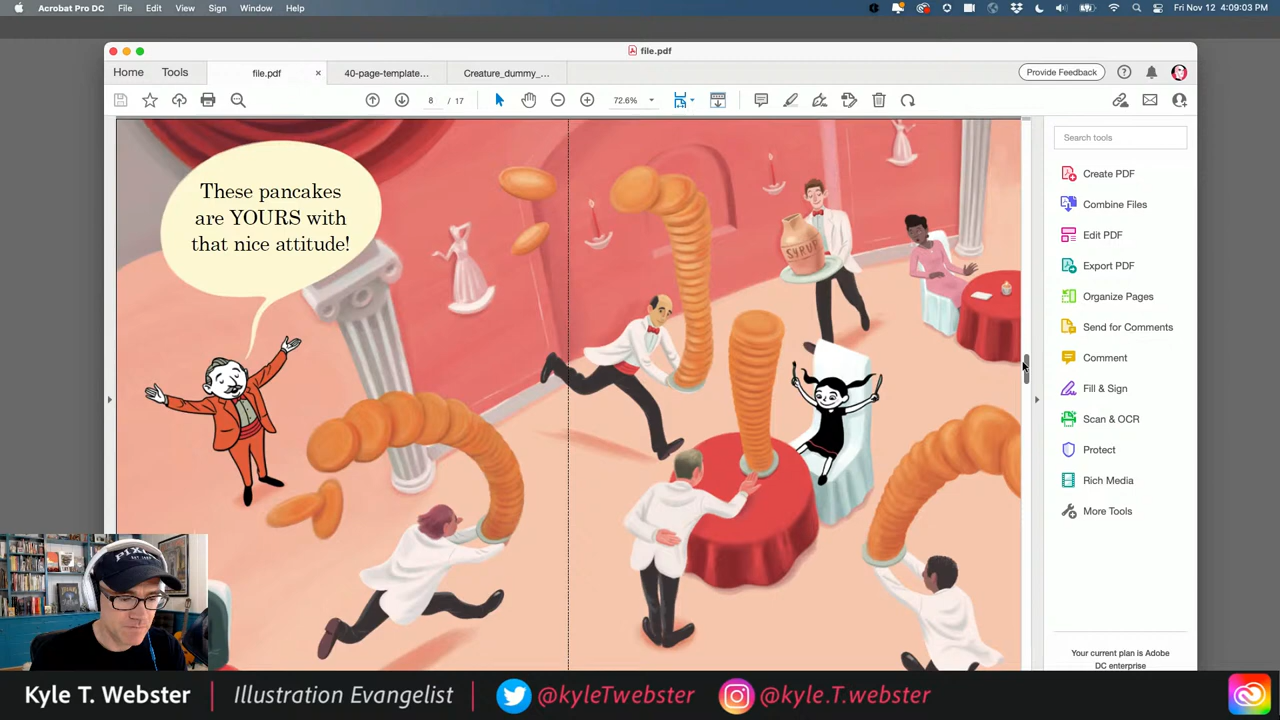 Acrobat Pro DC File Edit View Sign Window Help Fri Nov 12 4:09:03 PM
file.pdf
Home Tools file.pdf × 40-page-template... Creature_dummy_... Provide Feedback
8 / 17 72.6%
Search tools
These pancakes
are YOURS with
that nice attitude!
SYRUP
Create PDF
Combine Files
Edit PDF
Export PDF
Organize Pages
Send for Comments
Comment
Fill & Sign
Scan & OCR
Protect
Rich Media
More Tools
Your current plan is Adobe
DC enterprise
Kyle T. Webster | Illustration Evangelist | @kyleTwebster @kyle.T.webster